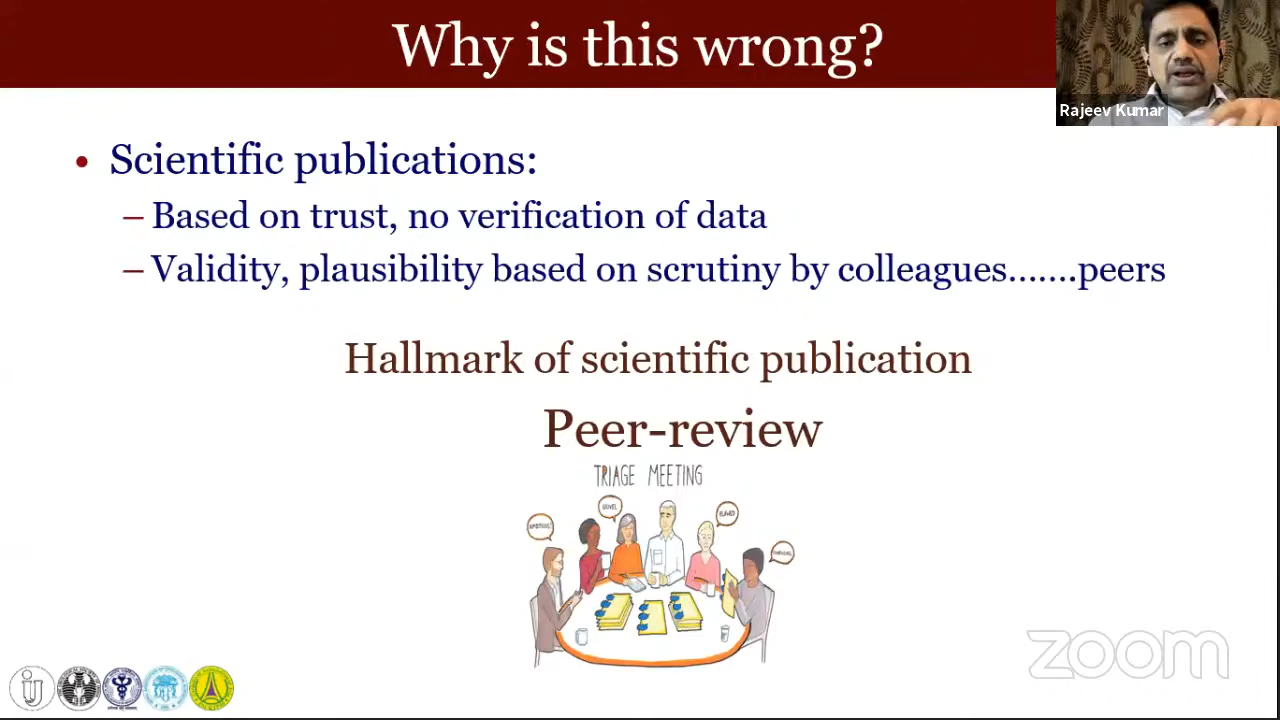 Why is this wrong?
Rajeev Kumar
• Scientific publications:
– Based on trust, no verification of data
– Validity, plausibility based on scrutiny by colleagues.......peers
Hallmark of scientific publication
Peer-review
TRIAGE MEETING
zoom